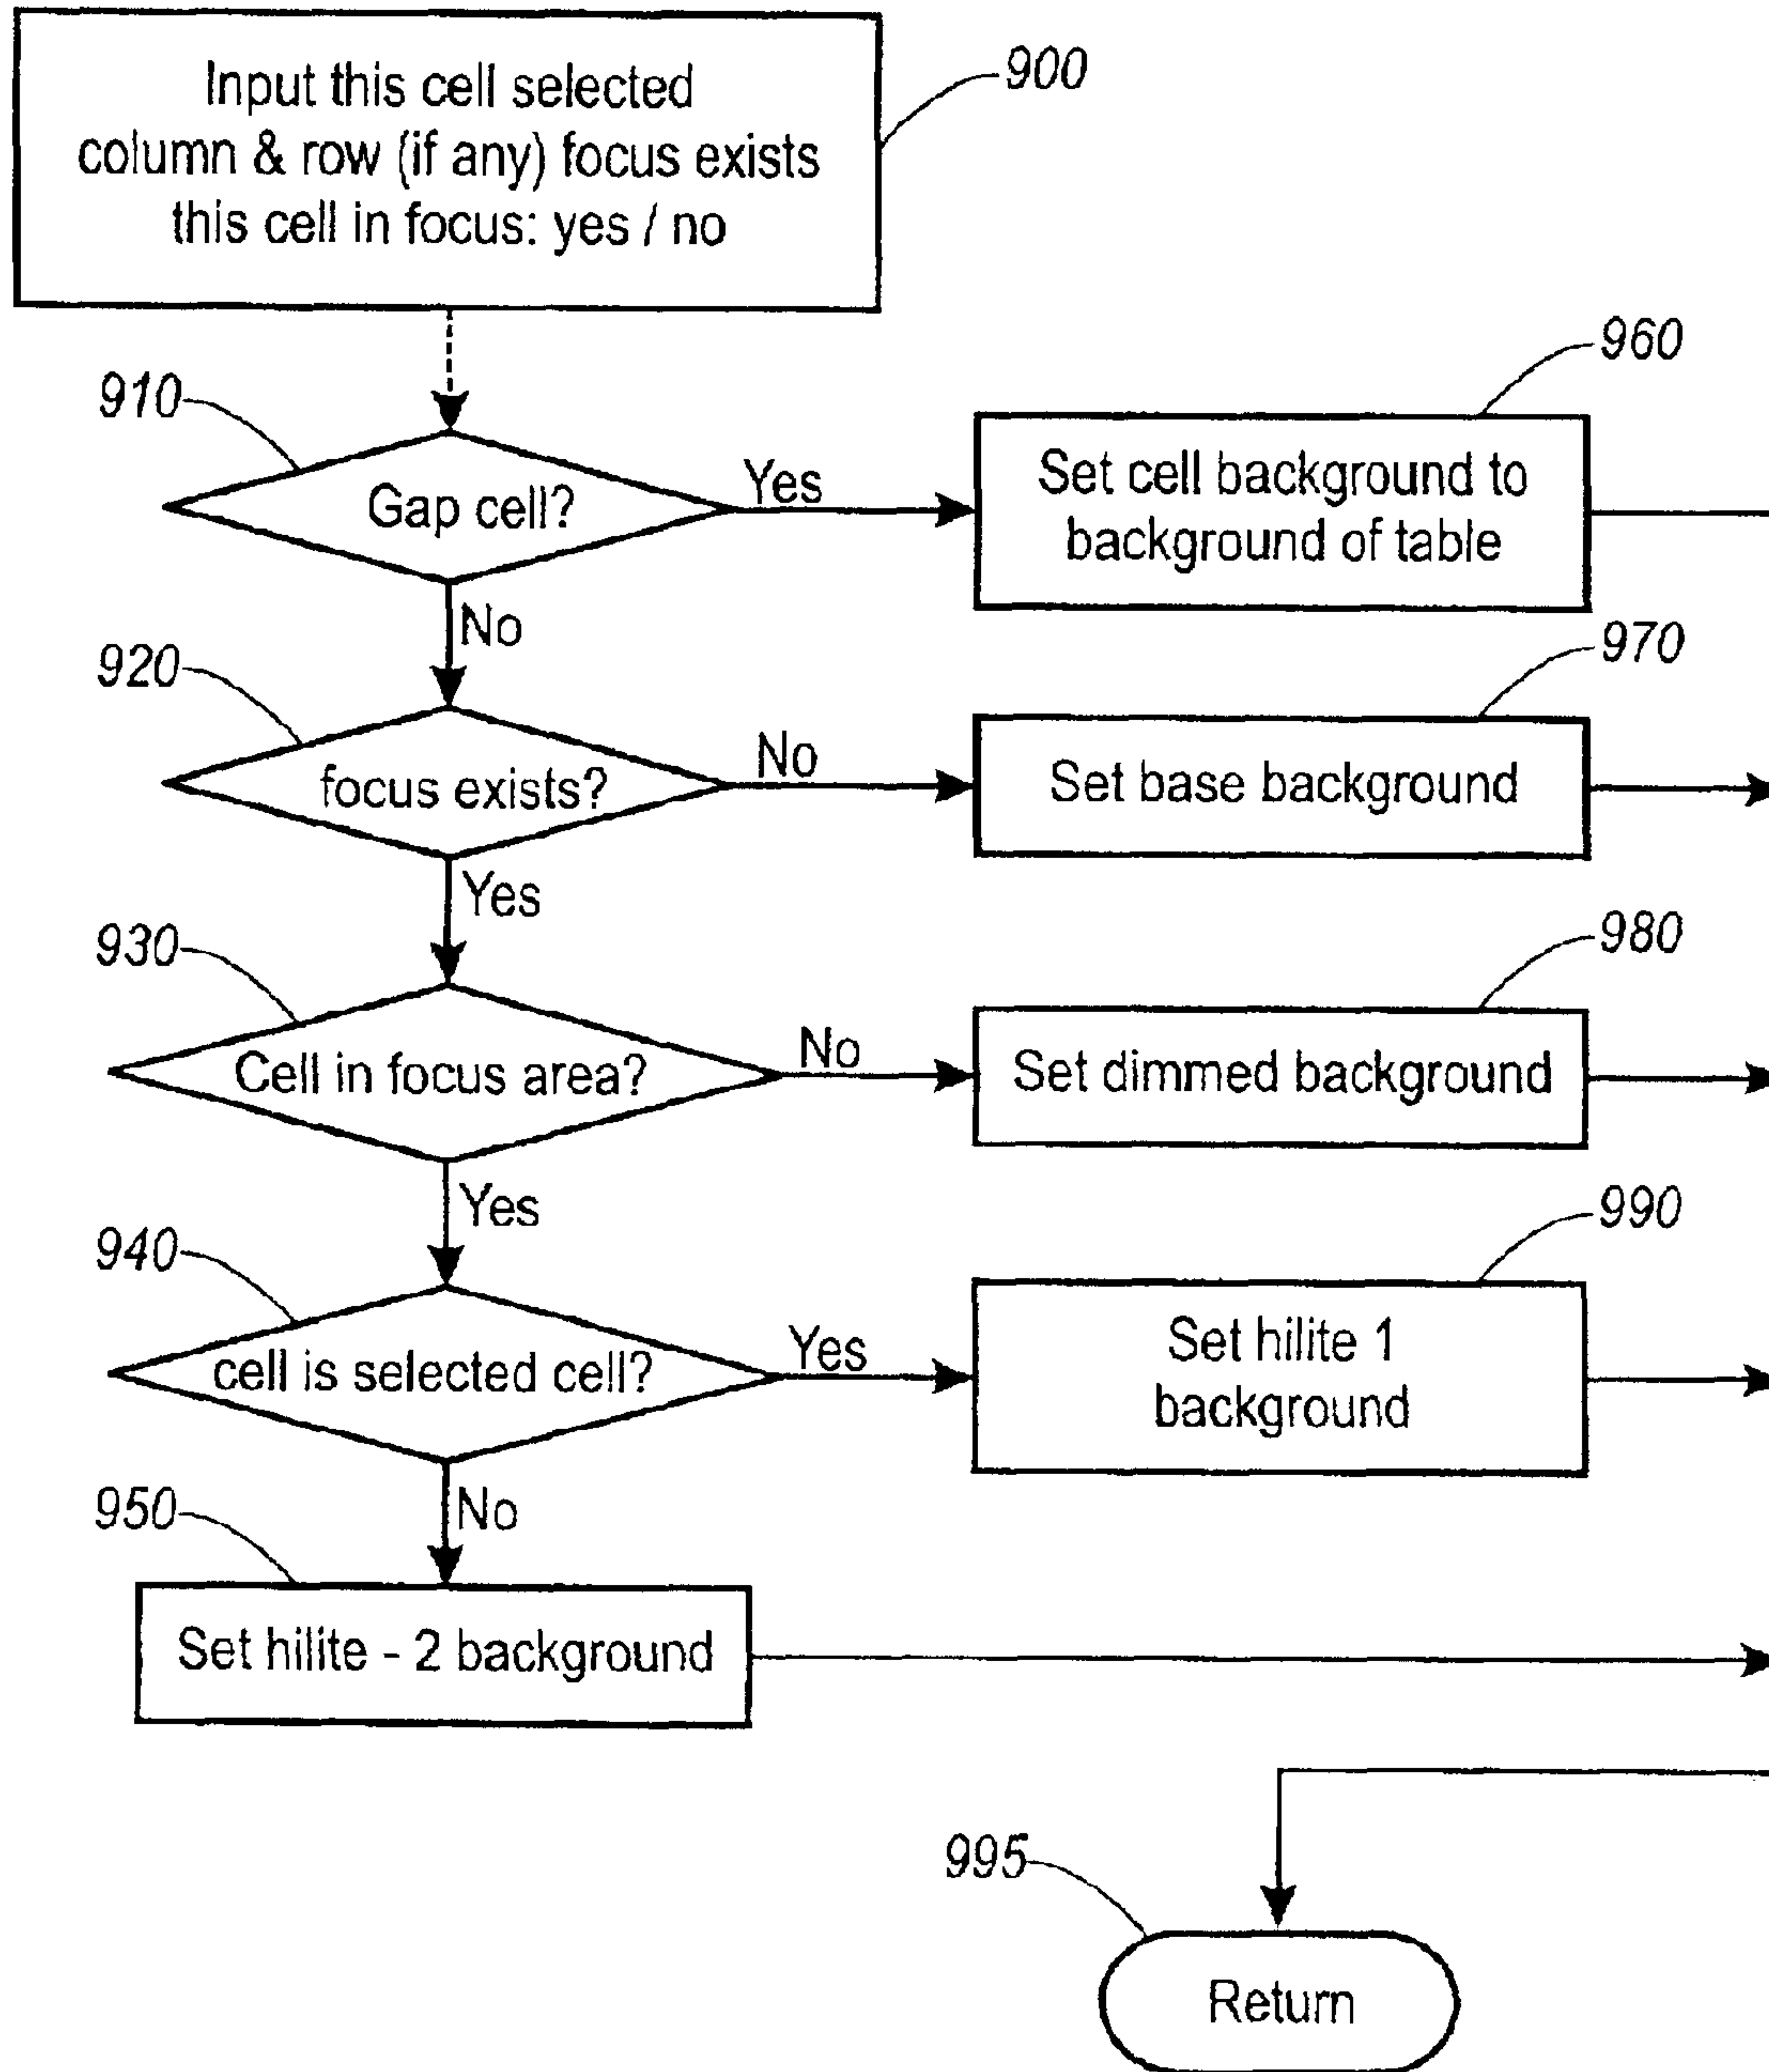 Input this cell selected
column & row (if any) focus exists
this cell in focus: yes / no
900
910
Gap cell?
Yes
960
Set cell background to
background of table
No
920
focus exists?
No
970
Set base background
Yes
930
Cell in focus area?
No
980
Set dimmed background
Yes
940
cell is selected cell?
Yes
990
Set hilite 1
background
No
950
Set hilite - 2 background
995
Return